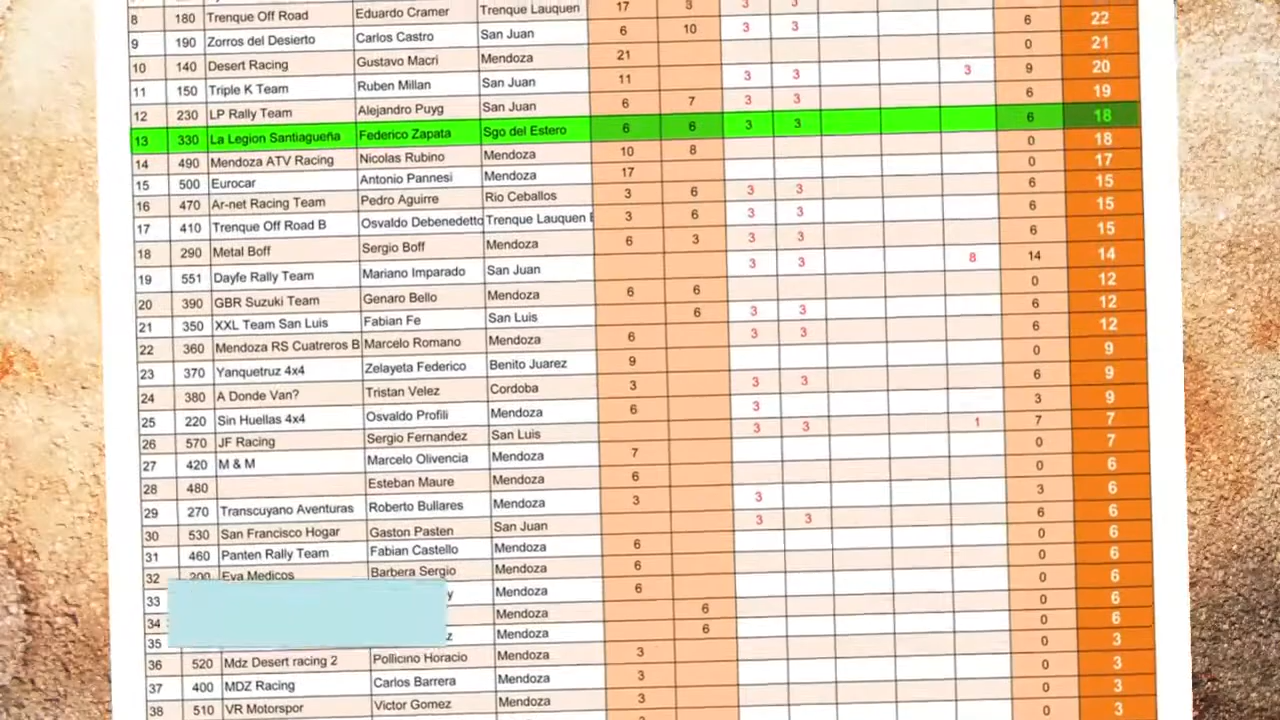 8 180 Trenque Off Road Eduardo Cramer Trenque Lauquen 17 3 3
9 190 Zorros del Desierto Carlos Castro San Juan 6 10 3 3 6 22
10 140 Desert Racing Gustavo Macri Mendoza 21 0 21
11 150 Triple K Team Ruben Millan San Juan 11 3 3 3 9 20
12 230 LP Rally Team Alejandro Puyg San Juan 6 7 3 3 6 19
13 330 La Legion Santiagueña Federico Zapata Sgo del Estero 6 6 3 3 6 18
14 490 Mendoza ATV Racing Nicolas Rubino Mendoza 10 8 0 18
15 500 Eurocar Antonio Pannesi Mendoza 17 0 17
16 470 Ar-net Racing Team Pedro Aguirre Rio Ceballos 3 6 3 3 6 15
17 410 Trenque Off Road B Osvaldo Debenedetto Trenque Lauquen 3 6 3 3 6 15
18 290 Metal Boff Sergio Boff Mendoza 6 3 3 3 6 15
19 551 Dayfe Rally Team Mariano Imparado San Juan 3 3 8 14 14
20 390 GBR Suzuki Team Genaro Bello Mendoza 6 6 0 12
21 350 XXL Team San Luis Fabian Fe San Luis 6 3 3 6 12
22 360 Mendoza RS Cuatreros B Marcelo Romano Mendoza 6 3 3 6 12
23 370 Yanquetruz 4x4 Zelayeta Federico Benito Juarez 9 0 9
24 380 A Donde Van? Tristan Velez Cordoba 3 3 3 6 9
25 220 Sin Huellas 4x4 Osvaldo Profili Mendoza 6 3 3 9
26 570 JF Racing Sergio Fernandez San Luis 3 3 1 7 7
27 420 M & M Marcelo Olivencia Mendoza 7 0 7
28 480 Esteban Maure Mendoza 6 0 6
29 270 Transcuyano Aventuras Roberto Bullares Mendoza 3 3 3 6
30 530 San Francisco Hogar Gaston Pasten San Juan 3 3 6 6
31 460 Panten Rally Team Fabian Castello Mendoza 6 0 6
32 200 Eva Medicos Barbera Sergio Mendoza 6 0 6
33 y Mendoza 6 0 6
34 Mendoza 6 0 6
35 z Mendoza 6 0 6
36 520 Mdz Desert racing 2 Pollicino Horacio Mendoza 3 0 3
37 400 MDZ Racing Carlos Barrera Mendoza 3 0 3
38 510 VR Motorspor Victor Gomez Mendoza 3 0 3